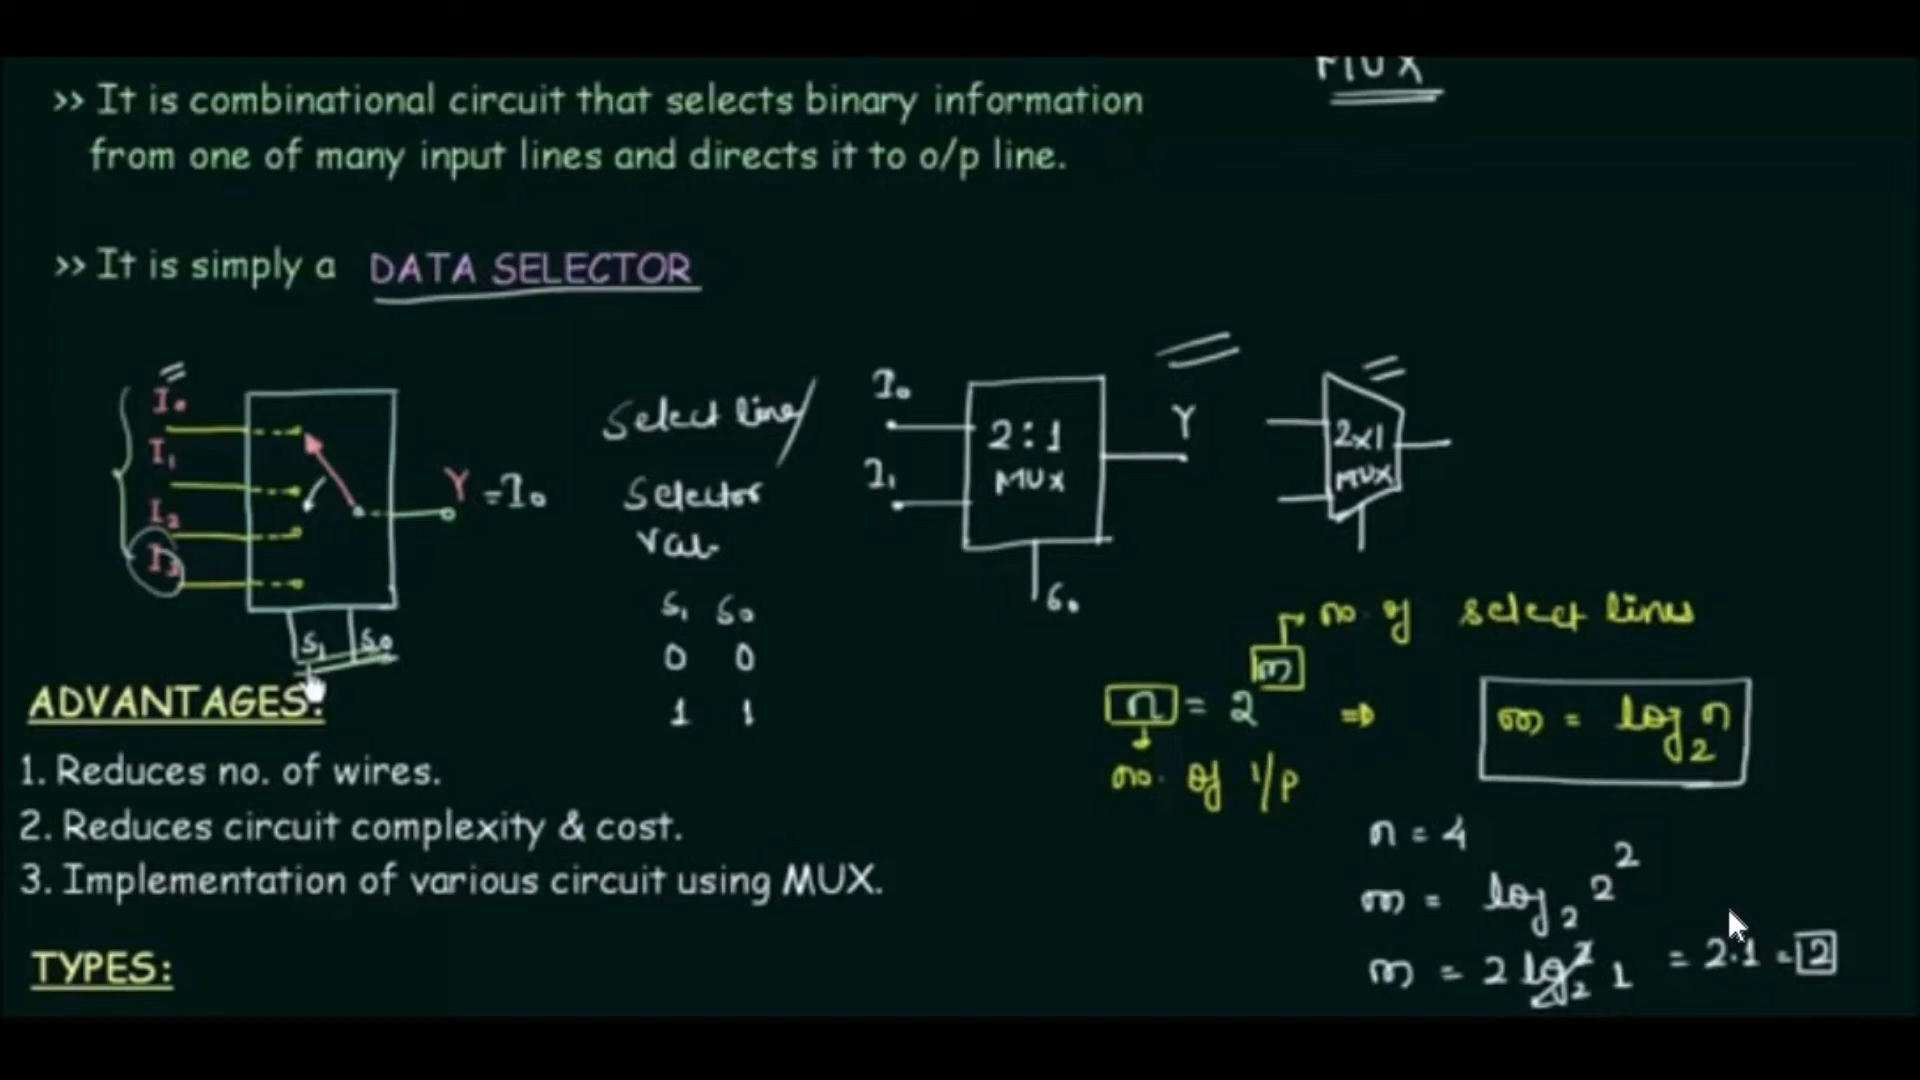 MUX
>> It is combinational circuit that selects binary information
from one of many input lines and directs it to o/p line.
>> It is simply a DATA SELECTOR
I₀
I₁
I₂
I₃
Y = I₀
S₁ S₀
Select line/
Selector
S₁ S₀
0 0
1 1
I₀
I₁
2:1
MUX
Y
S₀
2x1
MUX
no. of select lines
n = 2^m ⇒ m = log₂ n
no. of i/p
n = 4
m = log₂ 2²
m = 2 log₂ 2 1 = 2.1 = 2
ADVANTAGES:
1. Reduces no. of wires.
2. Reduces circuit complexity & cost.
3. Implementation of various circuit using MUX.
TYPES: